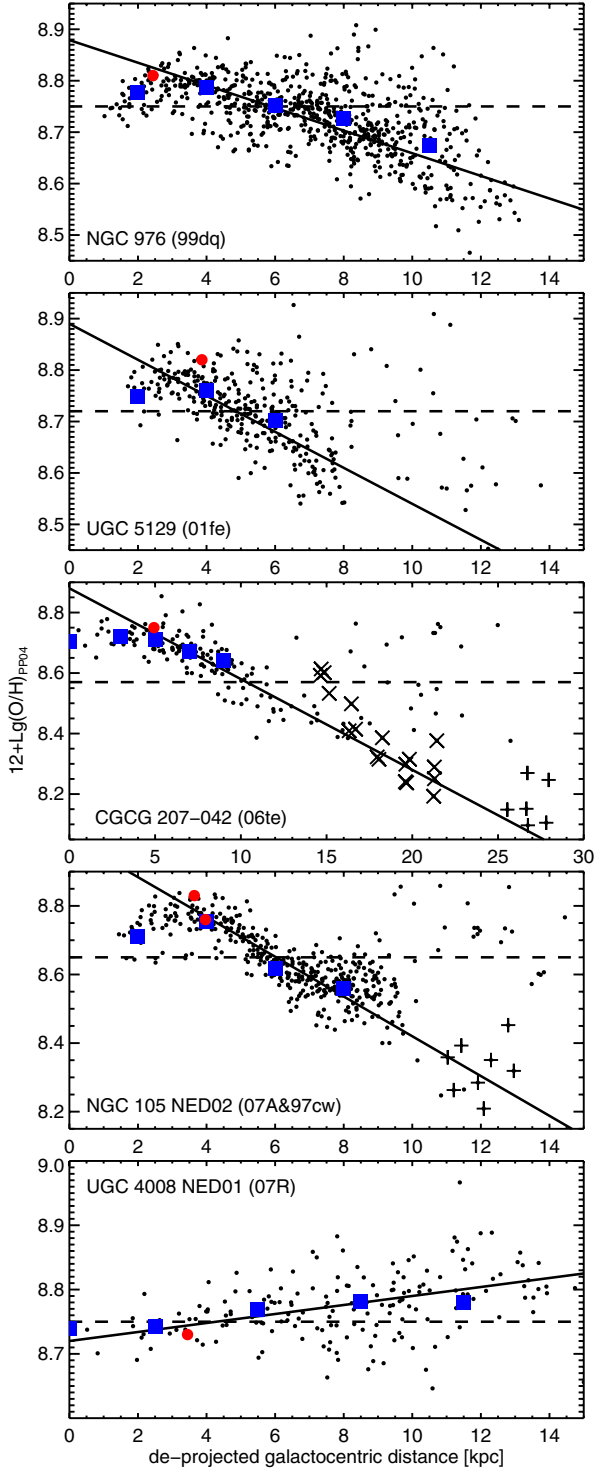 8.9
8.8
8.7
8.6
8.5
NGC 976 (99dq)
0 2 4 6 8 10 12 14
8.9
8.8
8.7
8.6
8.5
UGC 5129 (01fe)
0 2 4 6 8 10 12 14
8.8
8.6
8.4
8.2
CGCG 207−042 (06te)
0 5 10 15 20 25 30
12+Lg(O/H)PP04
8.8
8.6
8.4
8.2
NGC 105 NED02 (07A&97cw)
0 2 4 6 8 10 12 14
9.0
8.9
8.8
8.7
UGC 4008 NED01 (07R)
0 2 4 6 8 10 12 14
de−projected galactocentric distance [kpc]